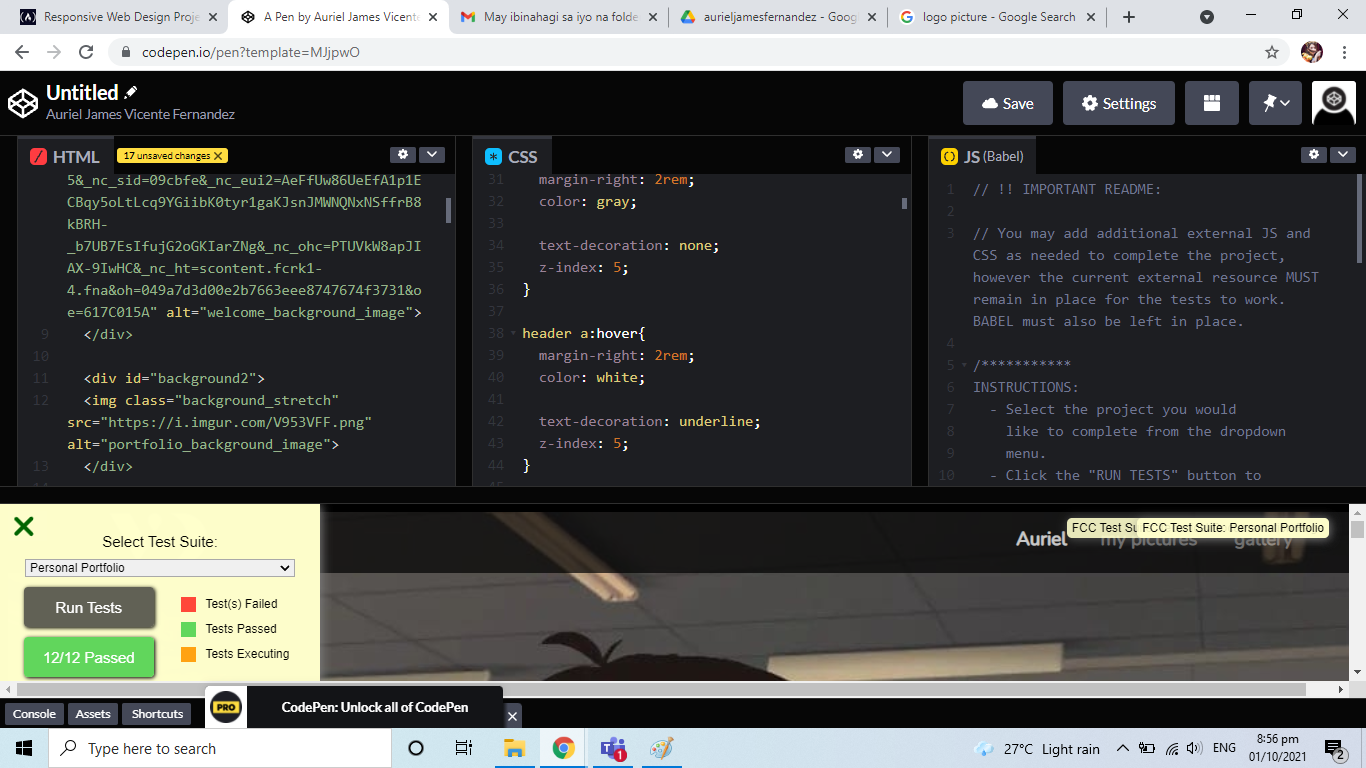 Responsive Web Design Proje
A Pen by Auriel James Vicente
May ibinahagi sa iyo na folde
aurieljamesfernandez - Goog
logo picture - Google Search
codepen.io/pen?template=MJjpwO
Untitled
Auriel James Vicente Fernandez
Save
Settings
HTML
17 unsaved changes X
CSS
JS (Babel)
5&_nc_sid=09cbfe&_nc_eui2=AeFfUw86UeEfA1p1E
CBqy5oLtLcq9YGiibK0tyr1gaKJsnJMWNQNxNSffrB8
kBRH-
_b7UB7EsIfujG2oGKIarZNg&_nc_ohc=PTUVkW8apJI
AX-9IwHC&_nc_ht=scontent.fcrk1-
4.fna&oh=049a7d3d00e2b7663eee8747674f3731&o
e=617C015A" alt="welcome_background_image">
9 </div>
10
11 <div id="background2">
12 <img class="background_stretch"
src="https://i.imgur.com/V953VFF.png"
alt="portfolio_background_image">
13 </div>
31 margin-right: 2rem;
32 color: gray;
33
34 text-decoration: none;
35 z-index: 5;
36 }
37
38 header a:hover{
39 margin-right: 2rem;
40 color: white;
41
42 text-decoration: underline;
43 z-index: 5;
44 }
1 // !! IMPORTANT README:
2
3 // You may add additional external JS and
CSS as needed to complete the project,
however the current external resource MUST
remain in place for the tests to work.
BABEL must also be left in place.
4
5 /***********
6 INSTRUCTIONS:
7 - Select the project you would
8 like to complete from the dropdown
9 menu.
10 - Click the "RUN TESTS" button to
Select Test Suite:
Personal Portfolio
Run Tests
12/12 Passed
Test(s) Failed
Tests Passed
Tests Executing
Auriel
my pictures
gallery
FCC Test Su
FCC Test Suite: Personal Portfolio
Console
Assets
Shortcuts
PRO
CodePen: Unlock all of CodePen
Type here to search
1
27°C Light rain
ENG
8:56 pm
01/10/2021
2